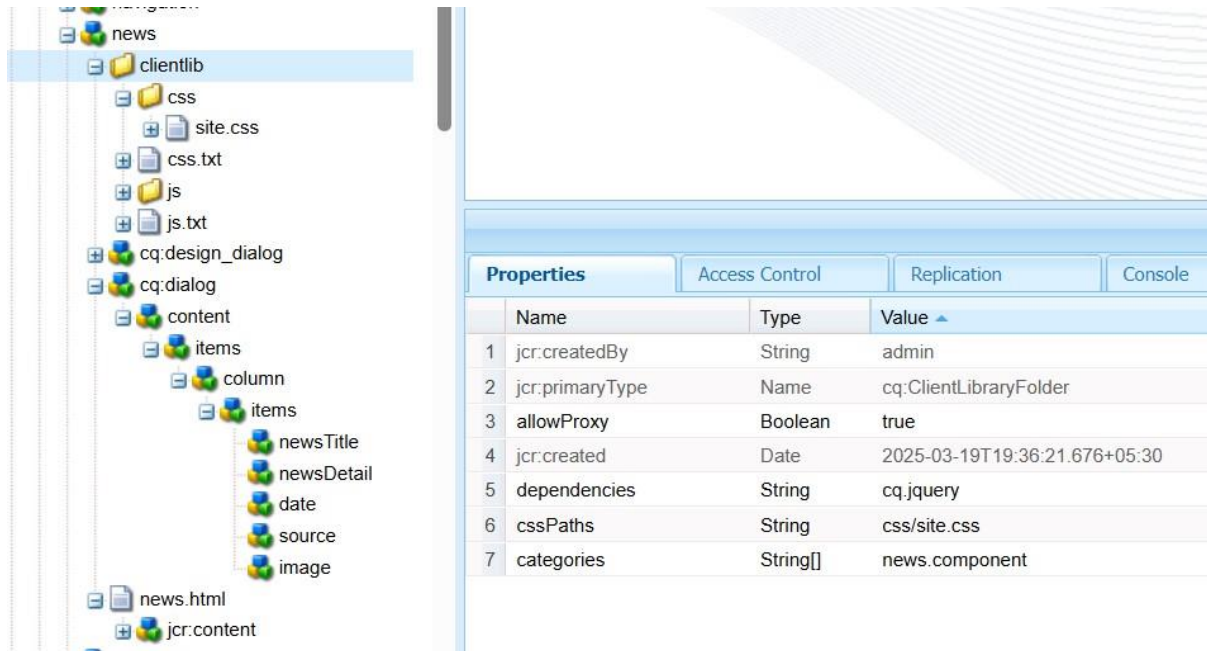 news
clientlib
css
site.css
css.txt
js
js.txt
cq:design_dialog
cq:dialog
content
items
column
items
newsTitle
newsDetail
date
source
image
news.html
jcr:content
Properties Access Control Replication Console
Name Type Value
1 jcr:createdBy String admin
2 jcr:primaryType Name cq:ClientLibraryFolder
3 allowProxy Boolean true
4 jcr:created Date 2025-03-19T19:36:21.676+05:30
5 dependencies String cq.jquery
6 cssPaths String css/site.css
7 categories String[] news.component